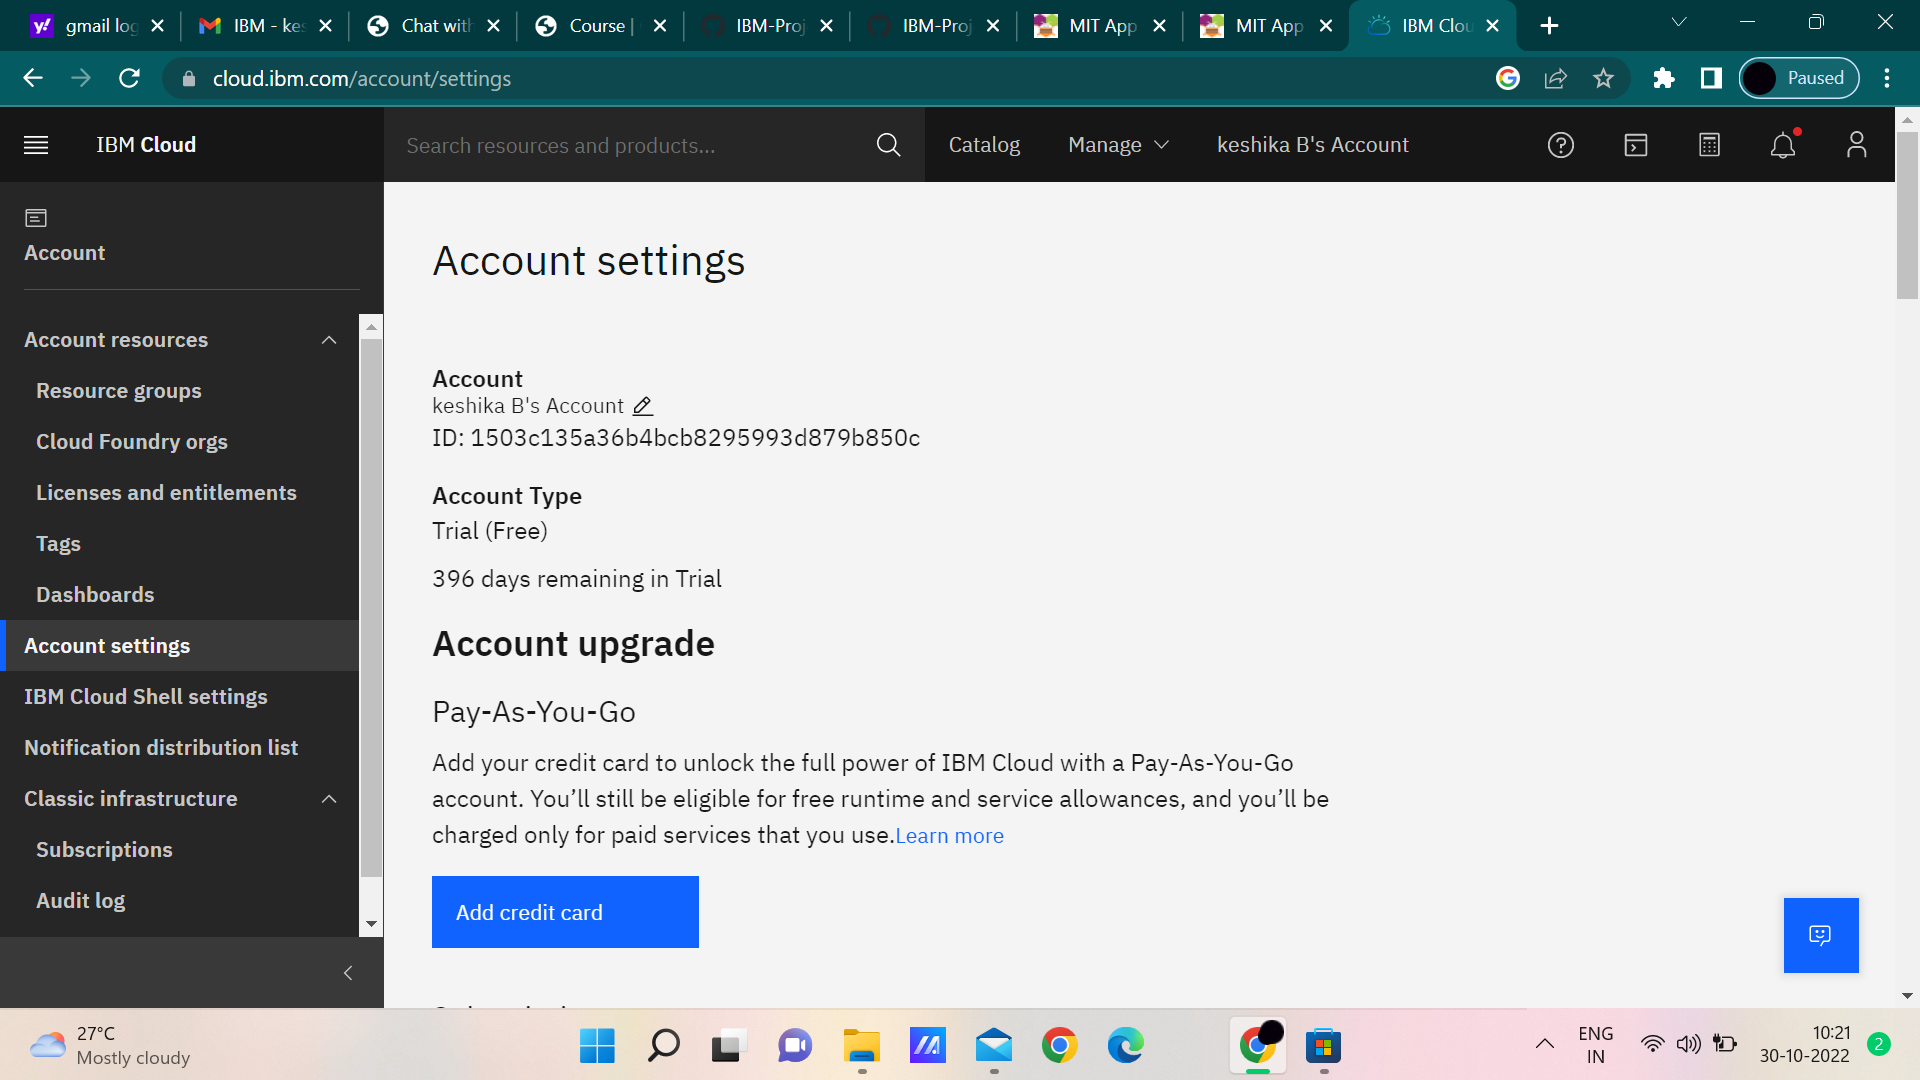 gmail log
IBM - kes
Chat with
Course |
IBM-Proj
IBM-Proj
MIT App
MIT App
IBM Clou
cloud.ibm.com/account/settings
Paused
IBM Cloud
Search resources and products...
Catalog
Manage
keshika B's Account
Account
Account resources
Resource groups
Cloud Foundry orgs
Licenses and entitlements
Tags
Dashboards
Account settings
IBM Cloud Shell settings
Notification distribution list
Classic infrastructure
Subscriptions
Audit log
Account settings
Account
keshika B's Account
ID: 1503c135a36b4bcb8295993d879b850c
Account Type
Trial (Free)
396 days remaining in Trial
Account upgrade
Pay-As-You-Go
Add your credit card to unlock the full power of IBM Cloud with a Pay-As-You-Go
account. You’ll still be eligible for free runtime and service allowances, and you’ll be
charged only for paid services that you use.Learn more
Add credit card
27°C
Mostly cloudy
ENG
IN
10:21
30-10-2022
2